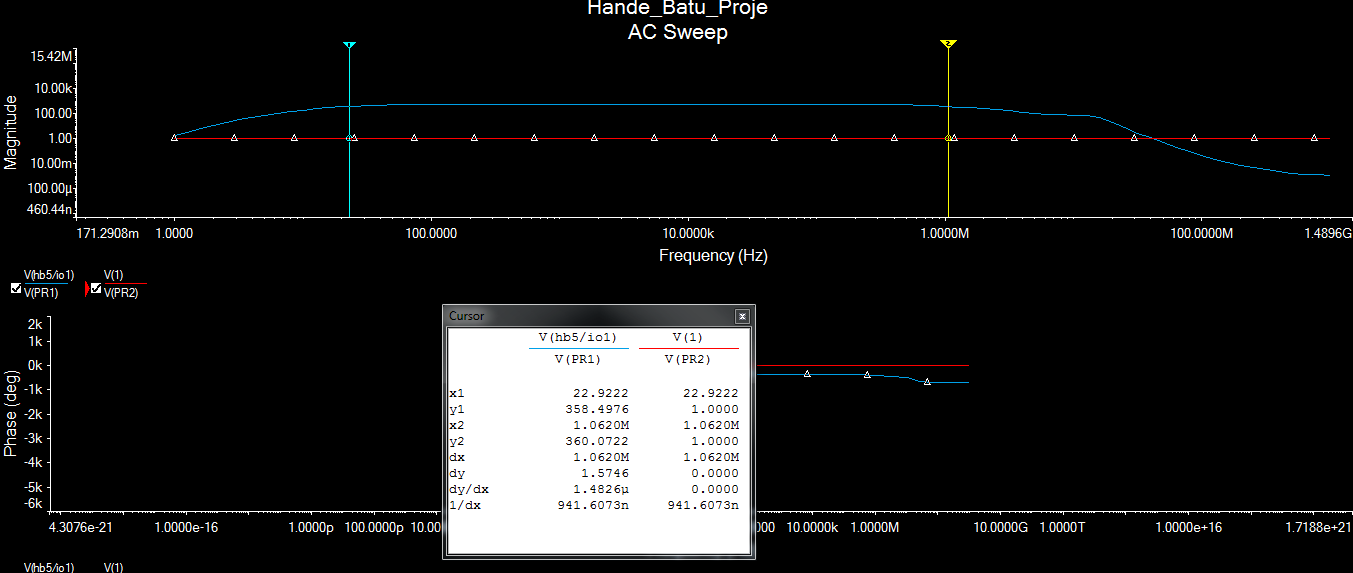 Hande_Batu_Proje
AC Sweep
15.42M
10.00k
100.00
1.00
10.00m
100.00µ
460.44n
Magnitude
1
2
171.2908m 1.0000 100.0000 10.0000k 1.0000M 100.0000M 1.4896G
Frequency (Hz)
V(hb5/io1) V(1)
V(PR1) V(PR2)
Cursor
V(hb5/io1) V(1)
V(PR1) V(PR2)
x1 22.9222 22.9222
y1 358.4976 1.0000
x2 1.0620M 1.0620M
y2 360.0722 1.0000
dx 1.0620M 1.0620M
dy 1.5746 0.0000
dy/dx 1.4826µ 0.0000
1/dx 941.6073n 941.6073n
2k
1k
0k
-1k
-2k
-3k
-4k
-5k
-6k
Phase (deg)
4.3076e-21 1.0000e-16 1.0000p 100.0000p 10.00 000 10.0000k 1.0000M 10.0000G 1.0000T 1.0000e+16 1.7188e+21
V(hb5/io1) V(1)